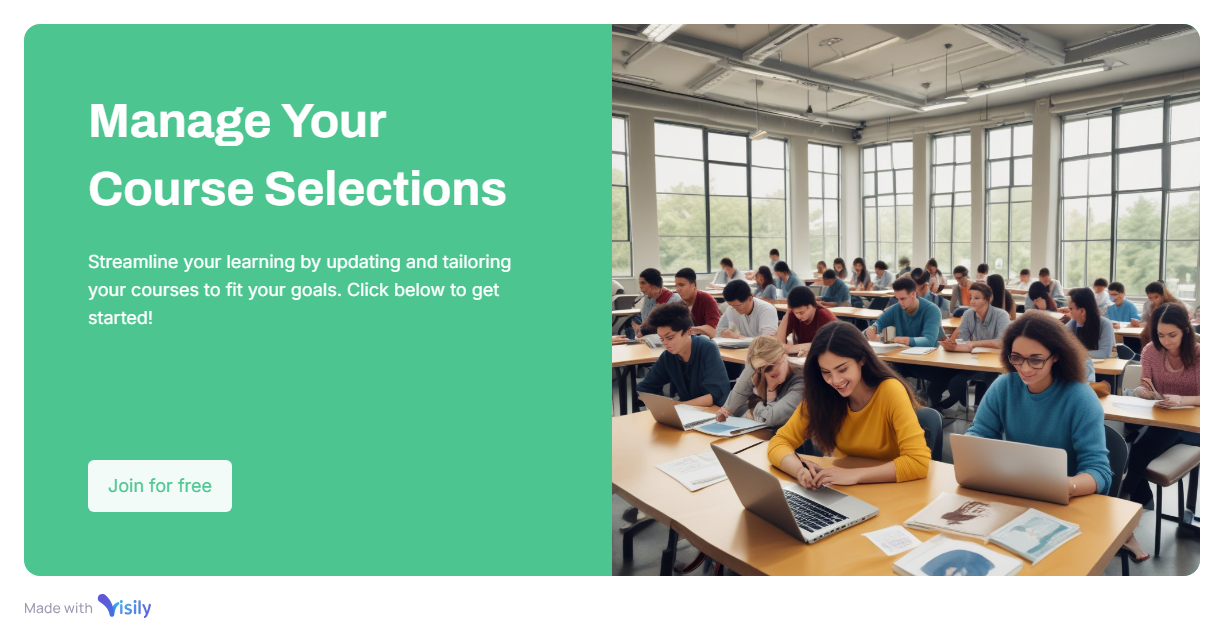 Manage Your
Course Selections
Streamline your learning by updating and tailoring
your courses to fit your goals. Click below to get
started!
Join for free
Made with Visily